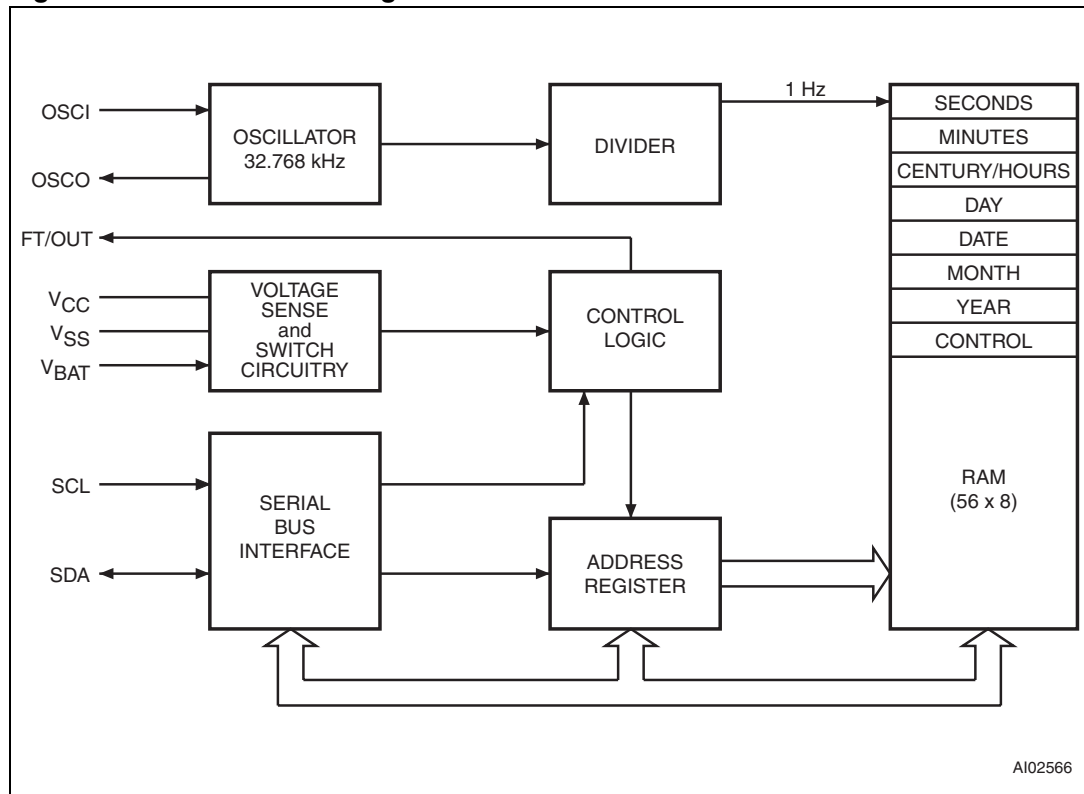 OSCI
OSCO
FT/OUT
VCC
VSS
VBAT
SCL
SDA
OSCILLATOR
32.768 kHz
VOLTAGE
SENSE
and
SWITCH
CIRCUITRY
SERIAL
BUS
INTERFACE
DIVIDER
CONTROL
LOGIC
ADDRESS
REGISTER
1 Hz
SECONDS
MINUTES
CENTURY/HOURS
DAY
DATE
MONTH
YEAR
CONTROL
RAM
(56 x 8)
AI02566